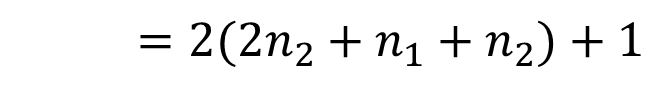 = 2(2n₂ + n₁ + n₂) + 1